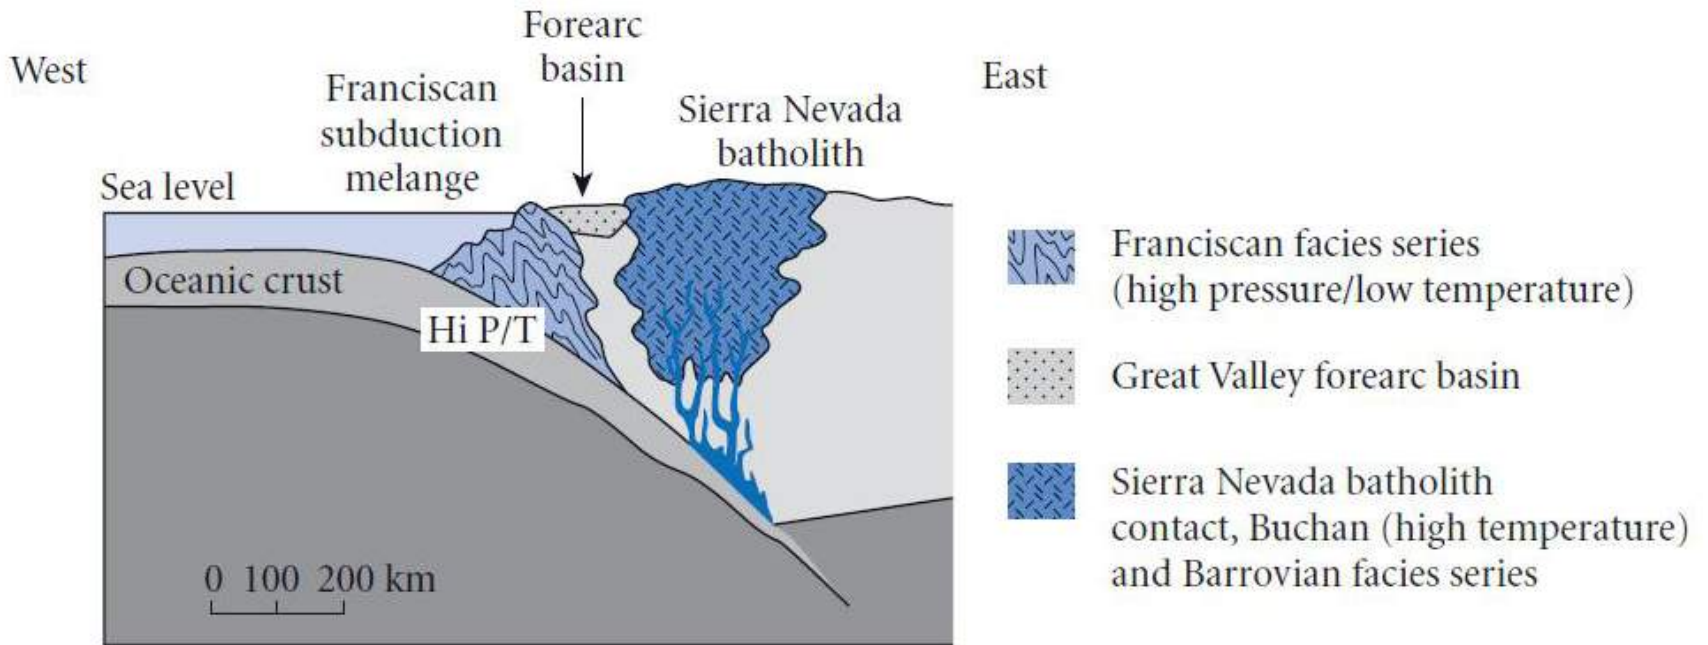 West
Forearc
basin
East
Franciscan
subduction
melange
Sierra Nevada
batholith
Sea level
Oceanic crust
Hi P/T
0 100 200 km
Franciscan facies series
(high pressure/low temperature)
Great Valley forearc basin
Sierra Nevada batholith
contact, Buchan (high temperature)
and Barrovian facies series